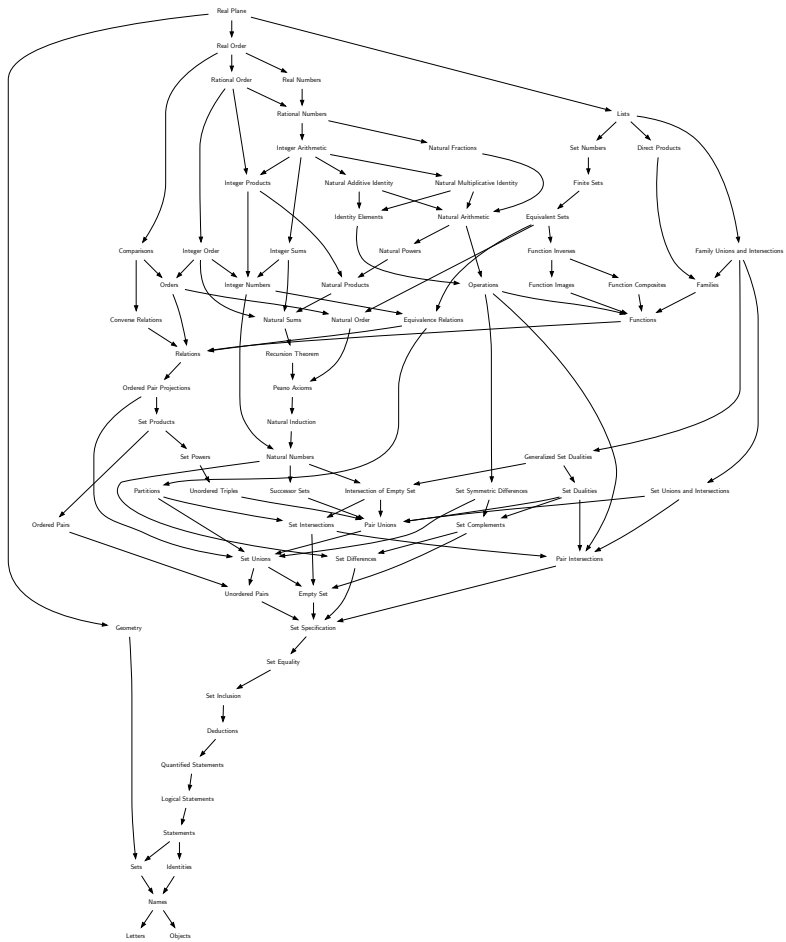 Real Plane
Real Order
Rational Order
Real Numbers
Rational Numbers
Lists
Integer Arithmetic
Natural Fractions
Set Numbers
Direct Products
Integer Products
Natural Additive Identity
Natural Multiplicative Identity
Finite Sets
Identity Elements
Natural Arithmetic
Equivalent Sets
Comparisons
Integer Order
Integer Sums
Natural Powers
Function Inverses
Family Unions and Intersections
Orders
Integer Numbers
Natural Products
Operations
Function Images
Function Composites
Families
Converse Relations
Natural Sums
Natural Order
Equivalence Relations
Functions
Relations
Recursion Theorem
Ordered Pair Projections
Peano Axioms
Set Products
Natural Induction
Set Powers
Natural Numbers
Generalized Set Dualities
Partitions
Unordered Triples
Successor Sets
Intersection of Empty Set
Set Symmetric Differences
Set Dualities
Set Unions and Intersections
Ordered Pairs
Set Intersections
Pair Unions
Set Complements
Set Unions
Set Differences
Pair Intersections
Unordered Pairs
Empty Set
Geometry
Set Specification
Set Equality
Set Inclusion
Deductions
Quantified Statements
Logical Statements
Statements
Sets
Identities
Names
Letters
Objects